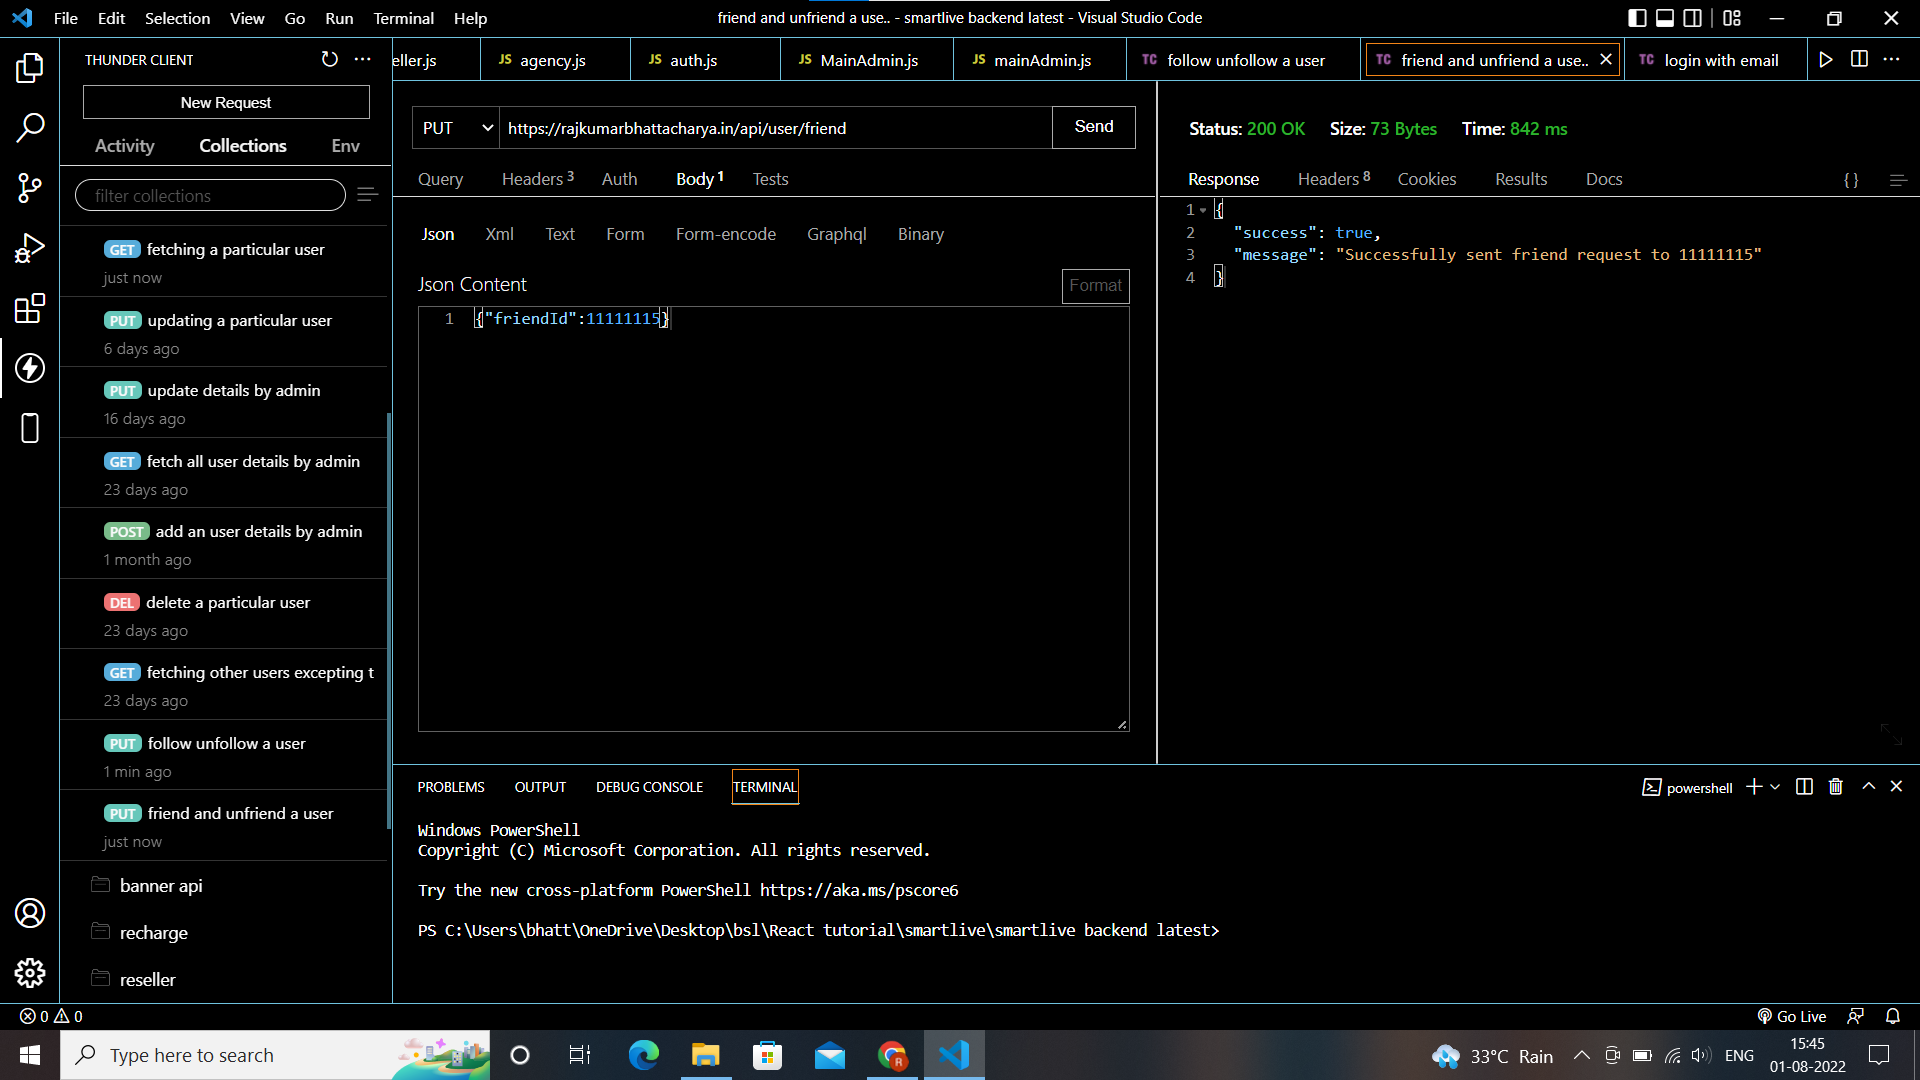 File Edit Selection View Go Run Terminal Help
friend and unfriend a use.. - smartlive backend latest - Visual Studio Code
THUNDER CLIENT
New Request
Activity Collections Env
filter collections
GET fetching a particular user
just now
PUT updating a particular user
6 days ago
PUT update details by admin
16 days ago
GET fetch all user details by admin
23 days ago
POST add an user details by admin
1 month ago
DEL delete a particular user
23 days ago
GET fetching other users excepting t
23 days ago
PUT follow unfollow a user
1 min ago
PUT friend and unfriend a user
just now
banner api
recharge
reseller
eller.js JS agency.js JS auth.js JS MainAdmin.js JS mainAdmin.js TC follow unfollow a user TC friend and unfriend a use.. TC login with email
PUT https://rajkumarbhattacharya.in/api/user/friend Send
Query Headers 3 Auth Body 1 Tests
Json Xml Text Form Form-encode Graphql Binary
Json Content Format
1 {"friendId":11111115}
Status: 200 OK Size: 73 Bytes Time: 842 ms
Response Headers 8 Cookies Results Docs { }
1 {
2 "success": true,
3 "message": "Successfully sent friend request to 11111115"
4 }
PROBLEMS OUTPUT DEBUG CONSOLE TERMINAL powershell
Windows PowerShell
Copyright (C) Microsoft Corporation. All rights reserved.
Try the new cross-platform PowerShell https://aka.ms/pscore6
PS C:\Users\bhatt\OneDrive\Desktop\bsl\React tutorial\smartlive\smartlive backend latest>
0 0 Go Live
Type here to search R 33°C Rain ENG 15:45
01-08-2022